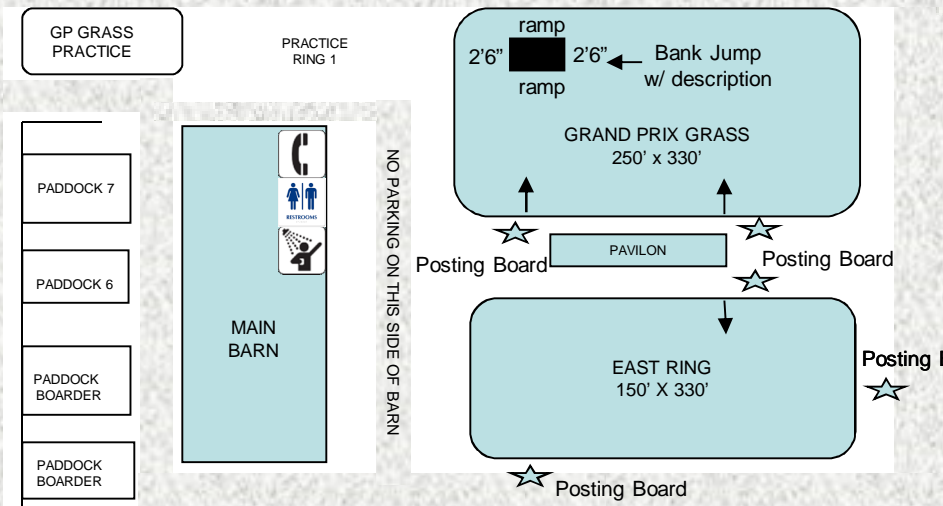 GP GRASS
PRACTICE
PRACTICE
RING 1
ramp
2'6"
2'6"
Bank Jump
w/ description
ramp
GRAND PRIX GRASS
250' x 330'
PADDOCK 7
PADDOCK 6
PADDOCK
BOARDER
PADDOCK
BOARDER
RESTROOMS
MAIN
BARN
NO PARKING ON THIS SIDE OF BARN
Posting Board
PAVILON
Posting Board
EAST RING
150' X 330'
Posting
Posting Board